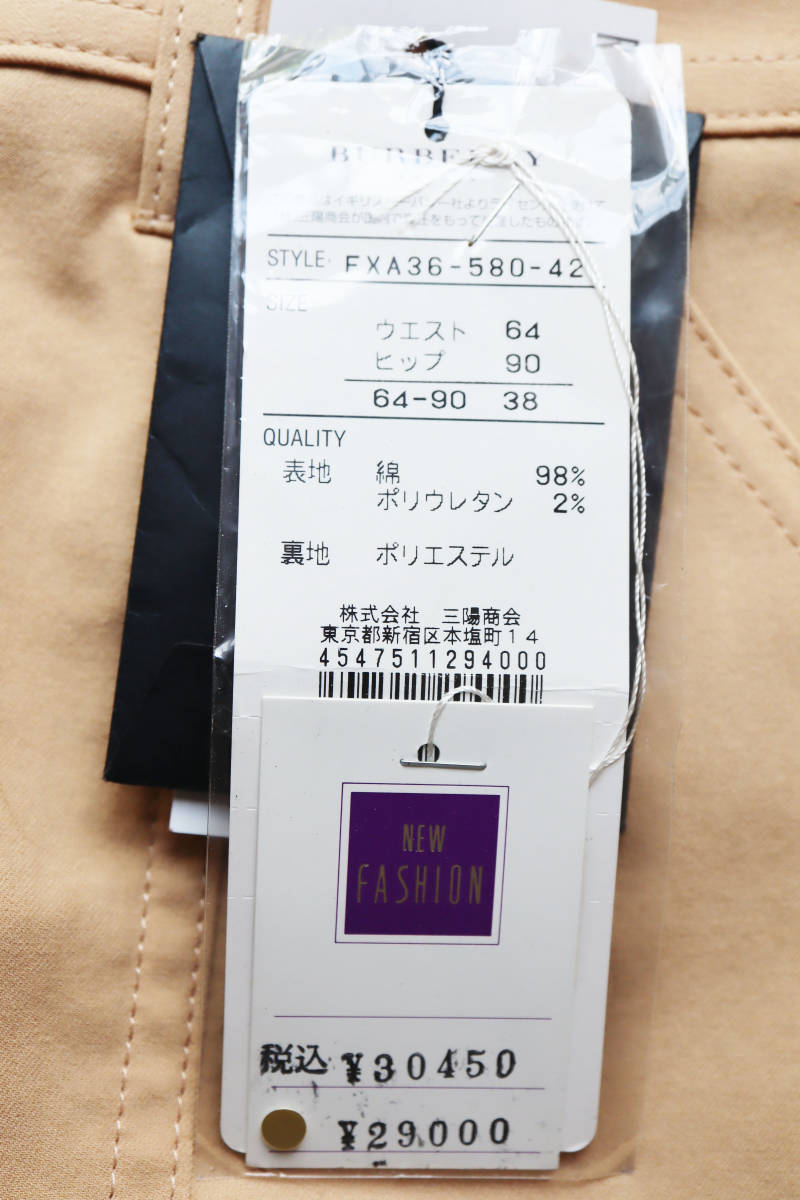 BURBERRY
STYLE FXA36-580-42
SIZE
ウエスト 64
ヒップ 90
64-90 38
QUALITY
表地 綿 98%
ポリウレタン 2%
裏地 ポリエステル
株式会社 三陽商会
東京都新宿区本塩町14
4547511294000
NEW
FASHION
税込 ¥30450
¥29000